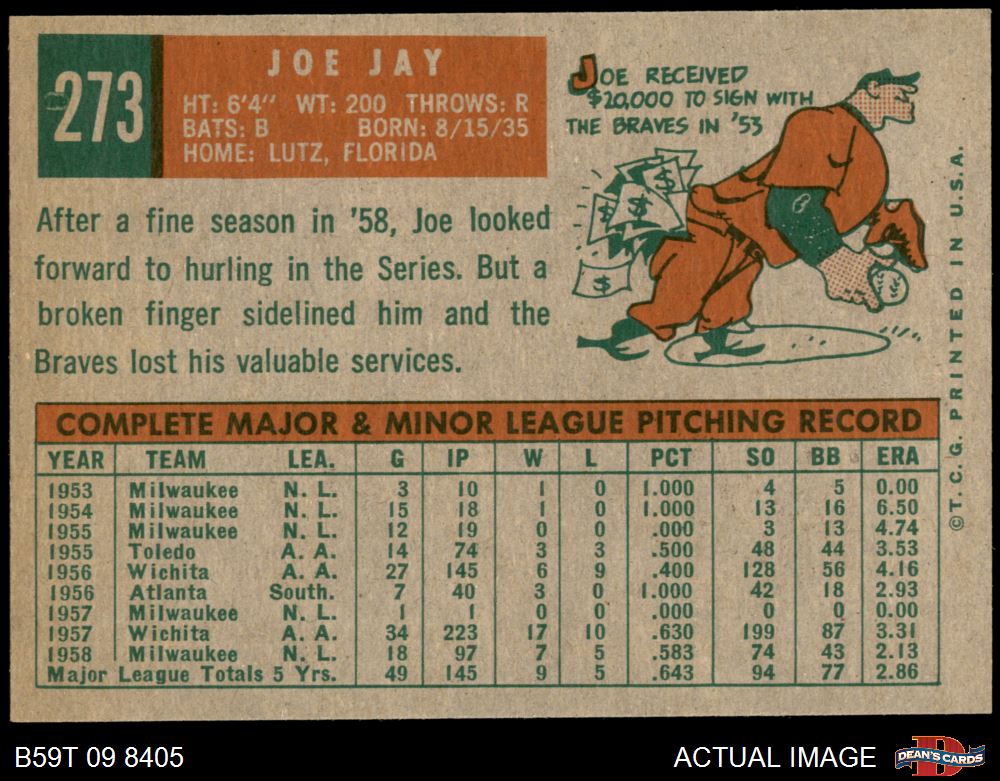 273
JOE JAY
HT: 6'4" WT: 200 THROWS: R
BATS: B BORN: 8/15/35
HOME: LUTZ, FLORIDA
JOE RECEIVED
$20,000 TO SIGN WITH
THE BRAVES IN '53
After a fine season in '58, Joe looked
forward to hurling in the Series. But a
broken finger sidelined him and the
Braves lost his valuable services.
COMPLETE MAJOR & MINOR LEAGUE PITCHING RECORD
YEAR TEAM LEA. G IP W L PCT SO BB ERA
1953 Milwaukee N. L. 3 10 1 0 1.000 4 5 0.00
1954 Milwaukee N. L. 15 18 1 0 1.000 13 16 6.50
1955 Milwaukee N. L. 12 19 0 0 .000 3 13 4.74
1955 Toledo A. A. 14 74 3 3 .500 48 44 3.53
1956 Wichita A. A. 27 145 6 9 .400 128 56 4.16
1956 Atlanta South. 7 40 3 0 1.000 42 18 2.93
1957 Milwaukee N. L. 1 1 0 0 .000 0 0 0.00
1957 Wichita A. A. 34 223 17 10 .630 199 87 3.31
1958 Milwaukee N. L. 18 97 7 5 .583 74 43 2.13
Major League Totals 5 Yrs. 49 145 9 5 .643 94 77 2.86
© T. C. G. PRINTED IN U.S.A.
$
$
$
$
$
B59T 09 8405
ACTUAL IMAGE
D
DEAN'S CARDS